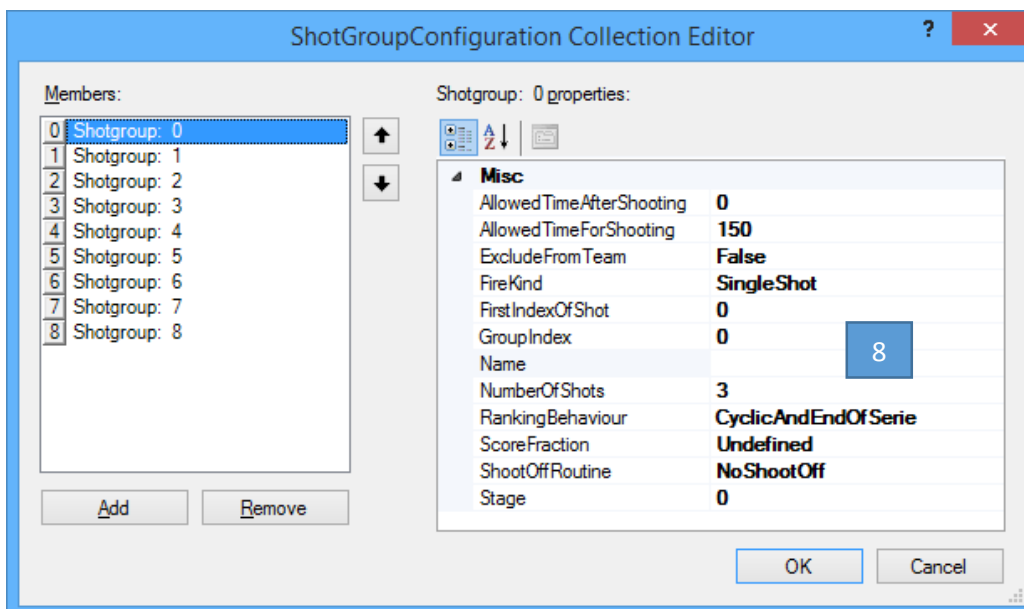 ShotGroupConfiguration Collection Editor ? ×
Members:
0 Shotgroup: 0
1 Shotgroup: 1
2 Shotgroup: 2
3 Shotgroup: 3
4 Shotgroup: 4
5 Shotgroup: 5
6 Shotgroup: 6
7 Shotgroup: 7
8 Shotgroup: 8
Add Remove
Shotgroup: 0 properties:
A Z
Misc
AllowedTimeAfterShooting 0
AllowedTimeForShooting 150
ExcludeFromTeam False
FireKind SingleShot
FirstIndexOfShot 0
GroupIndex 0
8
Name
NumberOfShots 3
RankingBehaviour CyclicAndEndOfSerie
ScoreFraction Undefined
ShootOffRoutine NoShootOff
Stage 0
OK Cancel